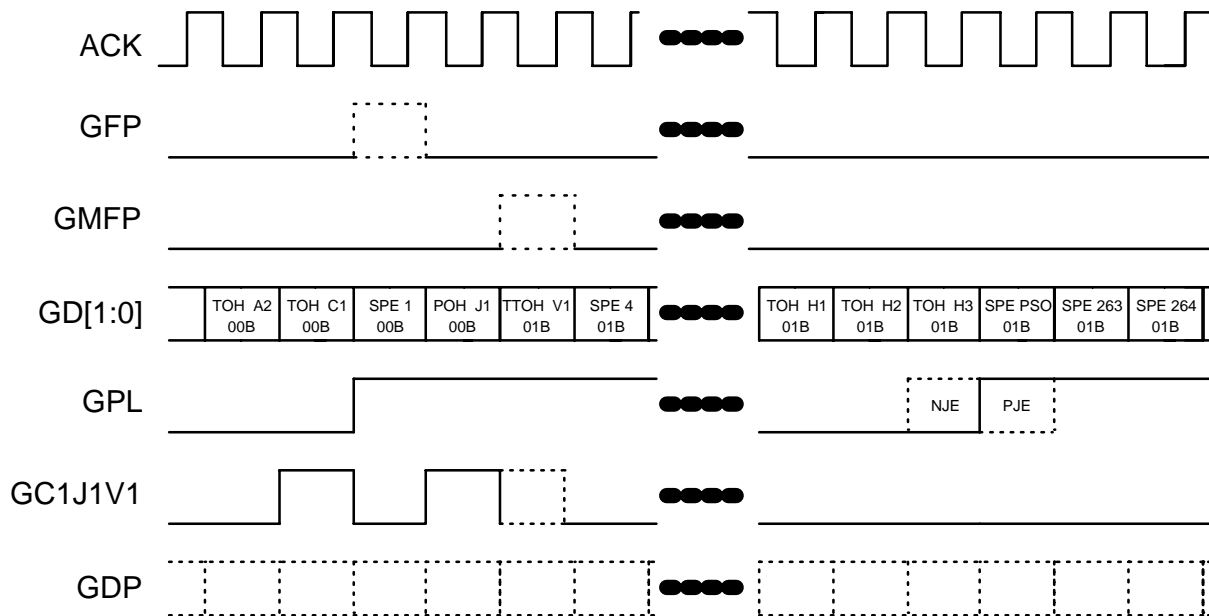 ACK
GFP
GMFP
GD[1:0]
TOH A2 TOH C1 SPE 1 POH J1 TTOH V1 SPE 4 TOH H1 TOH H2 TOH H3 SPE PSO SPE 263 SPE 264
00B 00B 00B 00B 01B 01B 01B 01B 01B 01B 01B 01B
GPL
NJE PJE
GC1J1V1
GDP